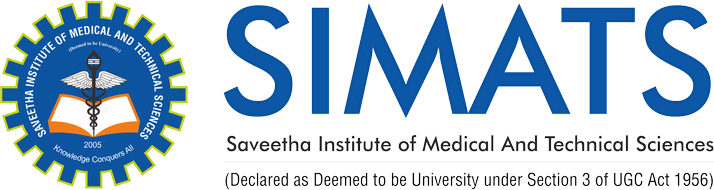 SAVEETHA INSTITUTE OF MEDICAL AND TECHNICAL SCIENCES
(Deemed to be University)
2005
Knowledge Conquers All
SIMATS
Saveetha Institute of Medical And Technical Sciences
(Declared as Deemed to be University under Section 3 of UGC Act 1956)